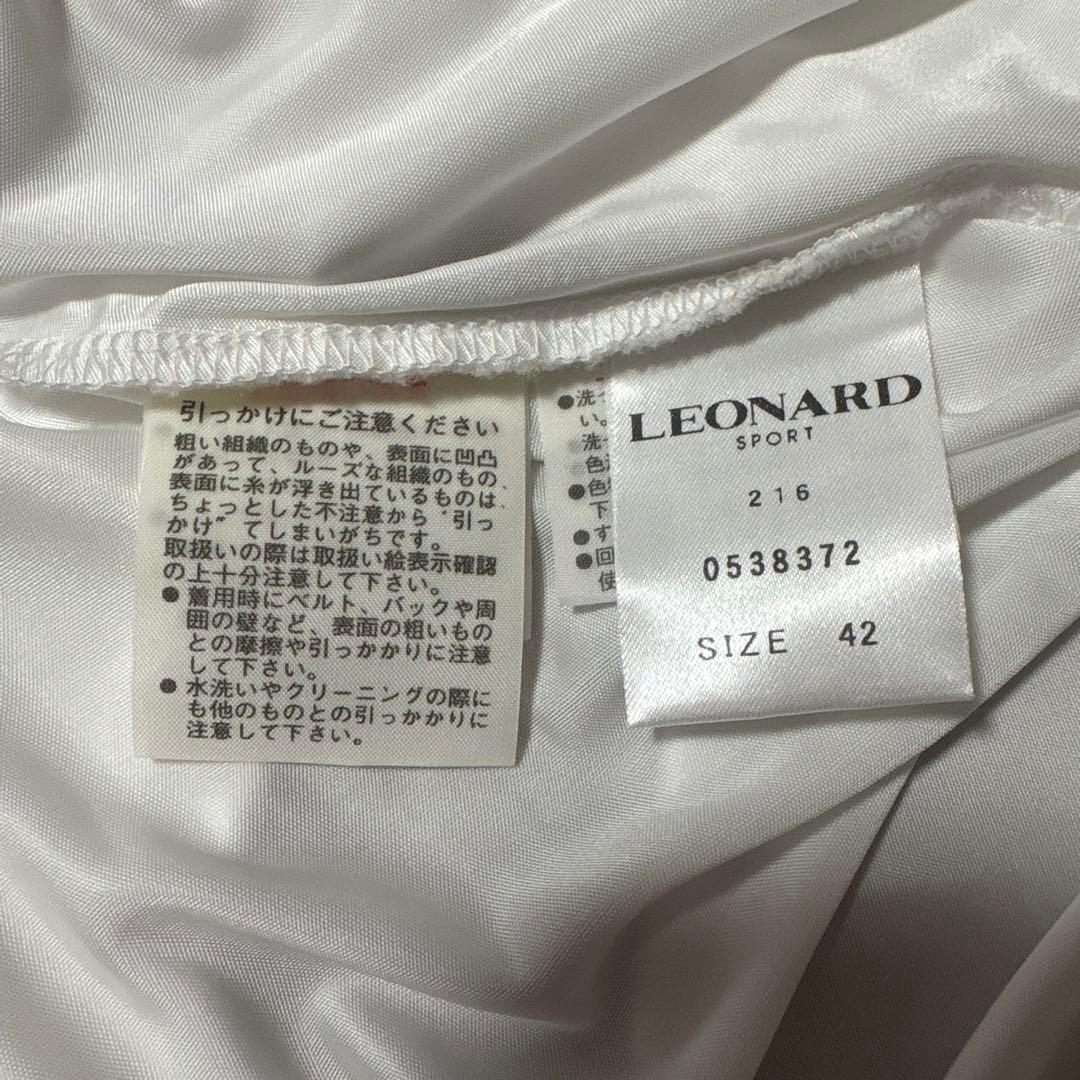 引っかけにご注意ください
粗い組織のものや、表面に凹凸
があって、ルーズな組織のもの、
表面に糸が浮き出ているものは、
ちょっとした不注意から“引っ
かけ”てしまいがちです。
取扱いの際は取扱い絵表示確認
の上十分注意して下さい。
●着用時にベルト、バックや周
囲の壁など、表面の粗いもの
との摩擦や引っかかりに注意
して下さい。
●水洗いやクリーニングの際に
も他のものとの引っかかりに
注意して下さい。
●洗
い。
洗
色
●色
下
●す
●回
使
LEONARD
SPORT
216
0538372
SIZE 42